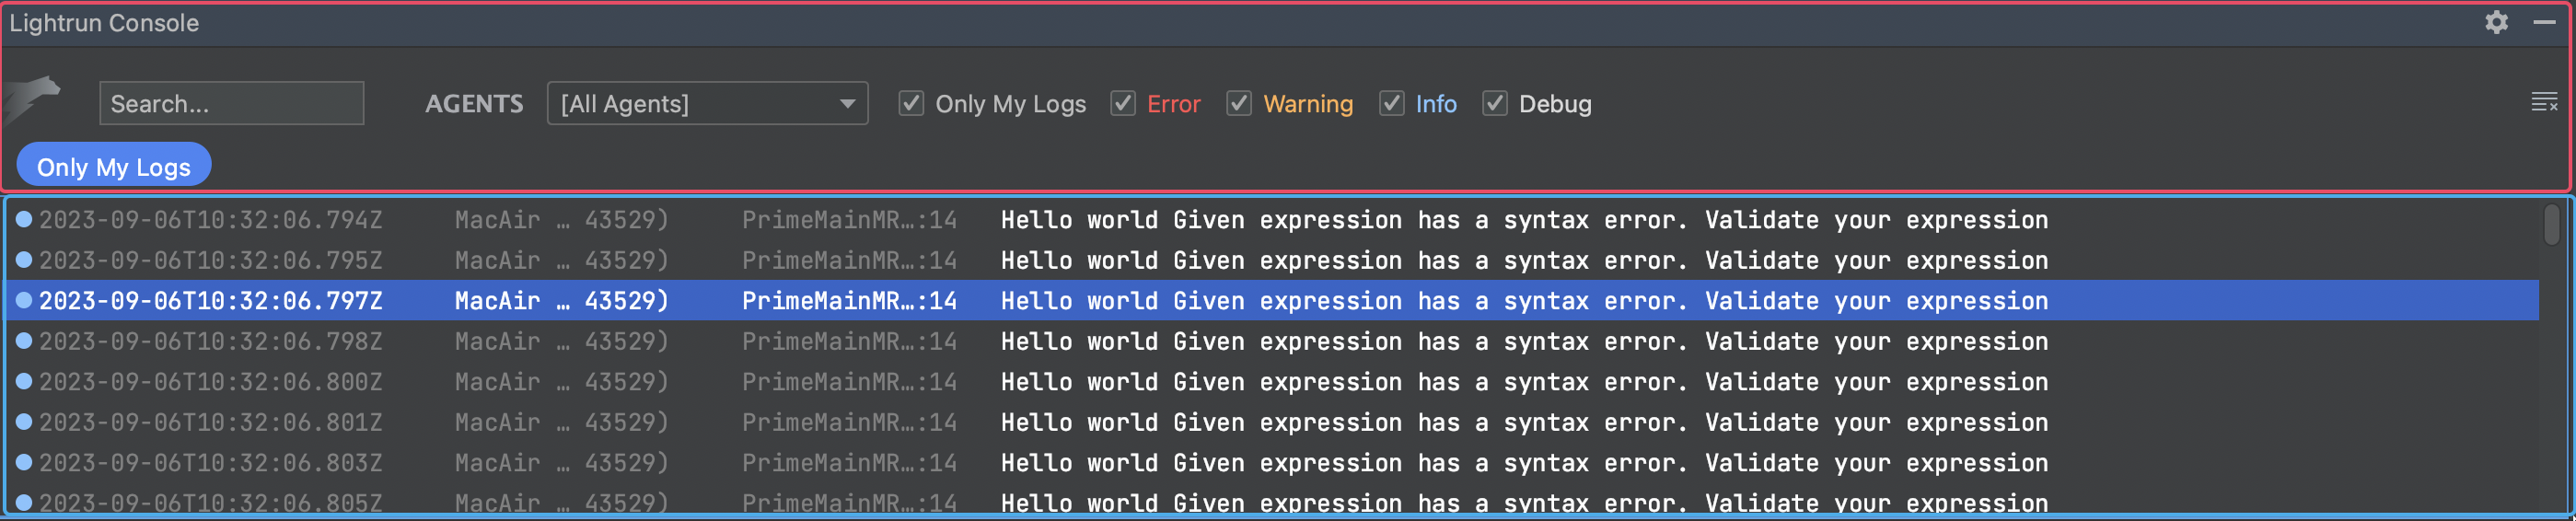 Lightrun Console
Search... AGENTS [All Agents] Only My Logs Error Warning Info Debug
Only My Logs
2023-09-06T10:32:06.794Z MacAir … 43529) PrimeMainMR…:14 Hello world Given expression has a syntax error. Validate your expression
2023-09-06T10:32:06.795Z MacAir … 43529) PrimeMainMR…:14 Hello world Given expression has a syntax error. Validate your expression
2023-09-06T10:32:06.797Z MacAir … 43529) PrimeMainMR…:14 Hello world Given expression has a syntax error. Validate your expression
2023-09-06T10:32:06.798Z MacAir … 43529) PrimeMainMR…:14 Hello world Given expression has a syntax error. Validate your expression
2023-09-06T10:32:06.800Z MacAir … 43529) PrimeMainMR…:14 Hello world Given expression has a syntax error. Validate your expression
2023-09-06T10:32:06.801Z MacAir … 43529) PrimeMainMR…:14 Hello world Given expression has a syntax error. Validate your expression
2023-09-06T10:32:06.803Z MacAir … 43529) PrimeMainMR…:14 Hello world Given expression has a syntax error. Validate your expression
2023-09-06T10:32:06.805Z MacAir … 43529) PrimeMainMR…:14 Hello world Given expression has a syntax error. Validate your expression